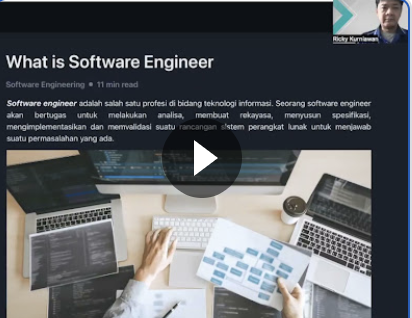 Ricky Kurniawan
What is Software Engineer
Software Engineering • 11 min read
Software engineer adalah salah satu profesi di bidang teknologi informasi. Seorang software engineer
akan bertugas untuk melakukan analisa, membuat rekayasa, menyusun spesifikasi,
mengimplementasikan dan memvalidasi suatu rancangan sistem perangkat lunak untuk menjawab
suatu permasalahan yang ada.